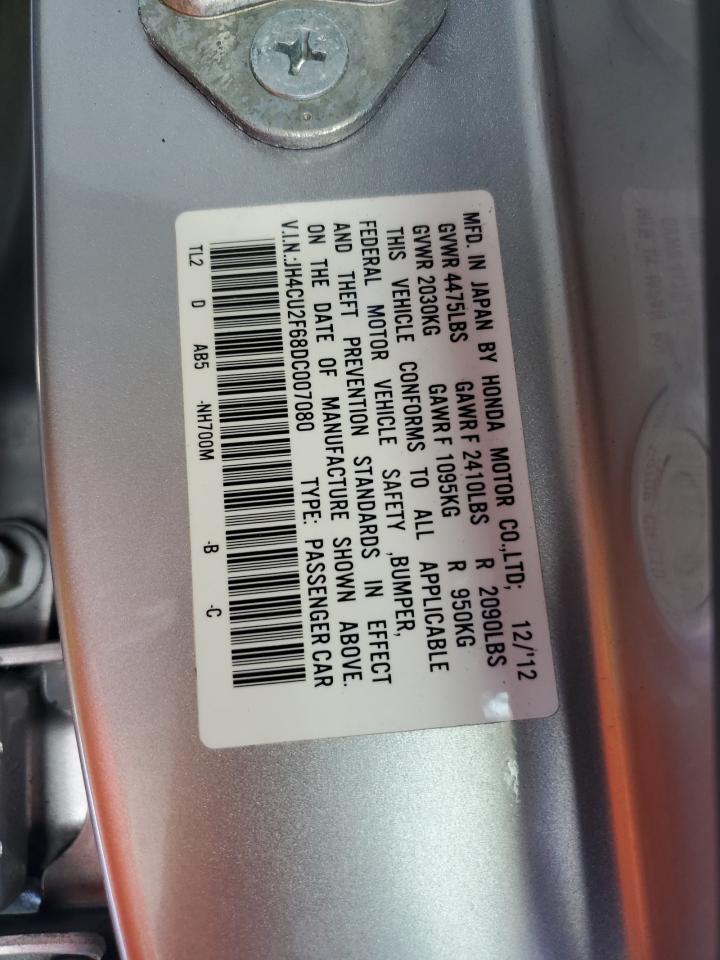 MFD. IN JAPAN BY HONDA MOTOR CO.,LTD; 12/'12
GVWR 4475LBS GAWR F 2410LBS R 2090LBS
GVWR 2030KG GAWR F 1095KG R 950KG
THIS VEHICLE CONFORMS TO ALL APPLICABLE
FEDERAL MOTOR VEHICLE SAFETY ,BUMPER,
AND THEFT PREVENTION STANDARDS IN EFFECT
ON THE DATE OF MANUFACTURE SHOWN ABOVE.
V.I.N.:JH4CU2F68DC007080 TYPE: PASSENGER CAR
TL2 D AB5 -NH700M -B -C